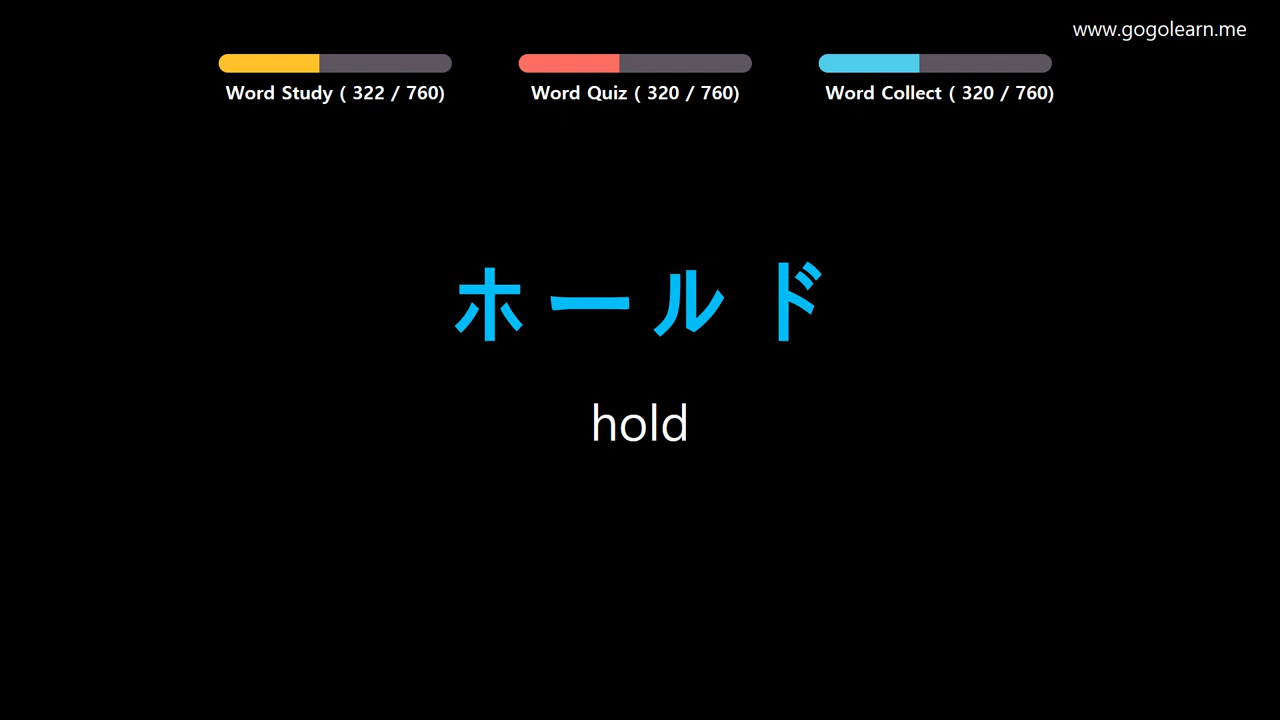 www.gogolearn.me
Word Study ( 322 / 760)
Word Quiz ( 320 / 760)
Word Collect ( 320 / 760)
ホールド
hold